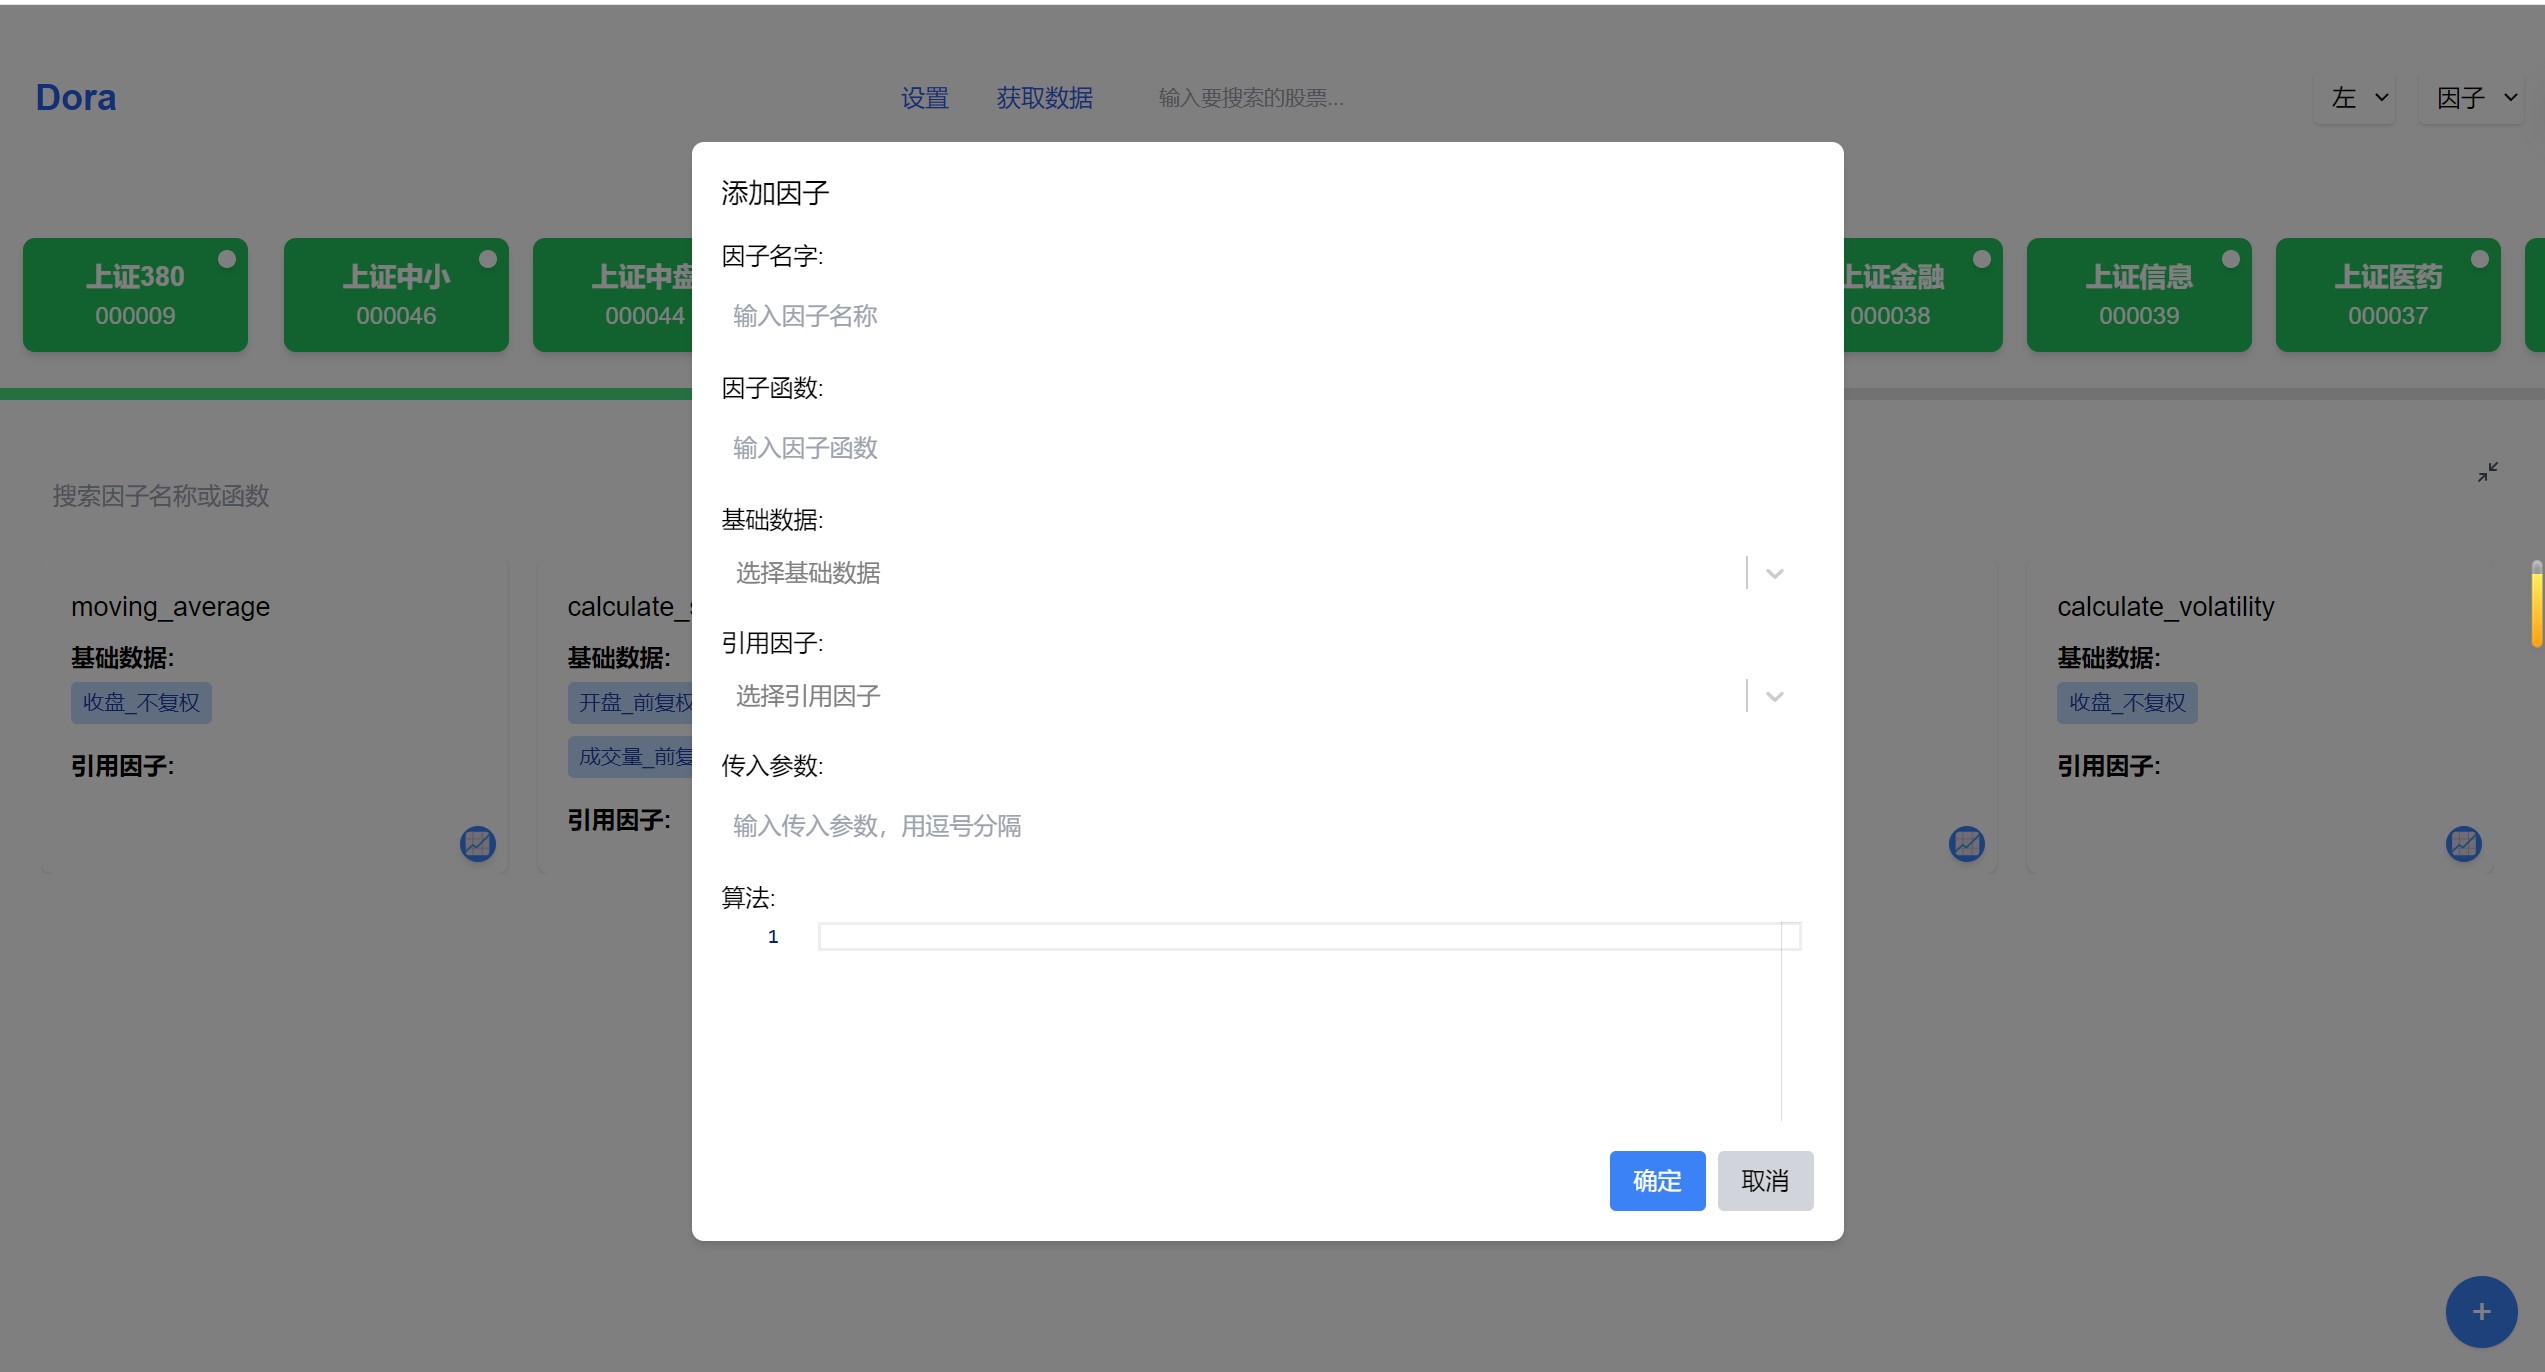 Dora
设置
获取数据
输入要搜索的股票...
左
因子
上证380
000009
上证中小
000046
上证中盘
000044
上证金融
000038
上证信息
000039
上证医药
000037
添加因子
因子名字:
输入因子名称
因子函数:
输入因子函数
基础数据:
选择基础数据
引用因子:
选择引用因子
传入参数:
输入传入参数，用逗号分隔
算法:
1
确定
取消
搜索因子名称或函数
moving_average
基础数据:
收盘_不复权
引用因子:
calculate_
基础数据:
开盘_前复权
成交量_前复
引用因子:
calculate_volatility
基础数据:
收盘_不复权
引用因子:
+